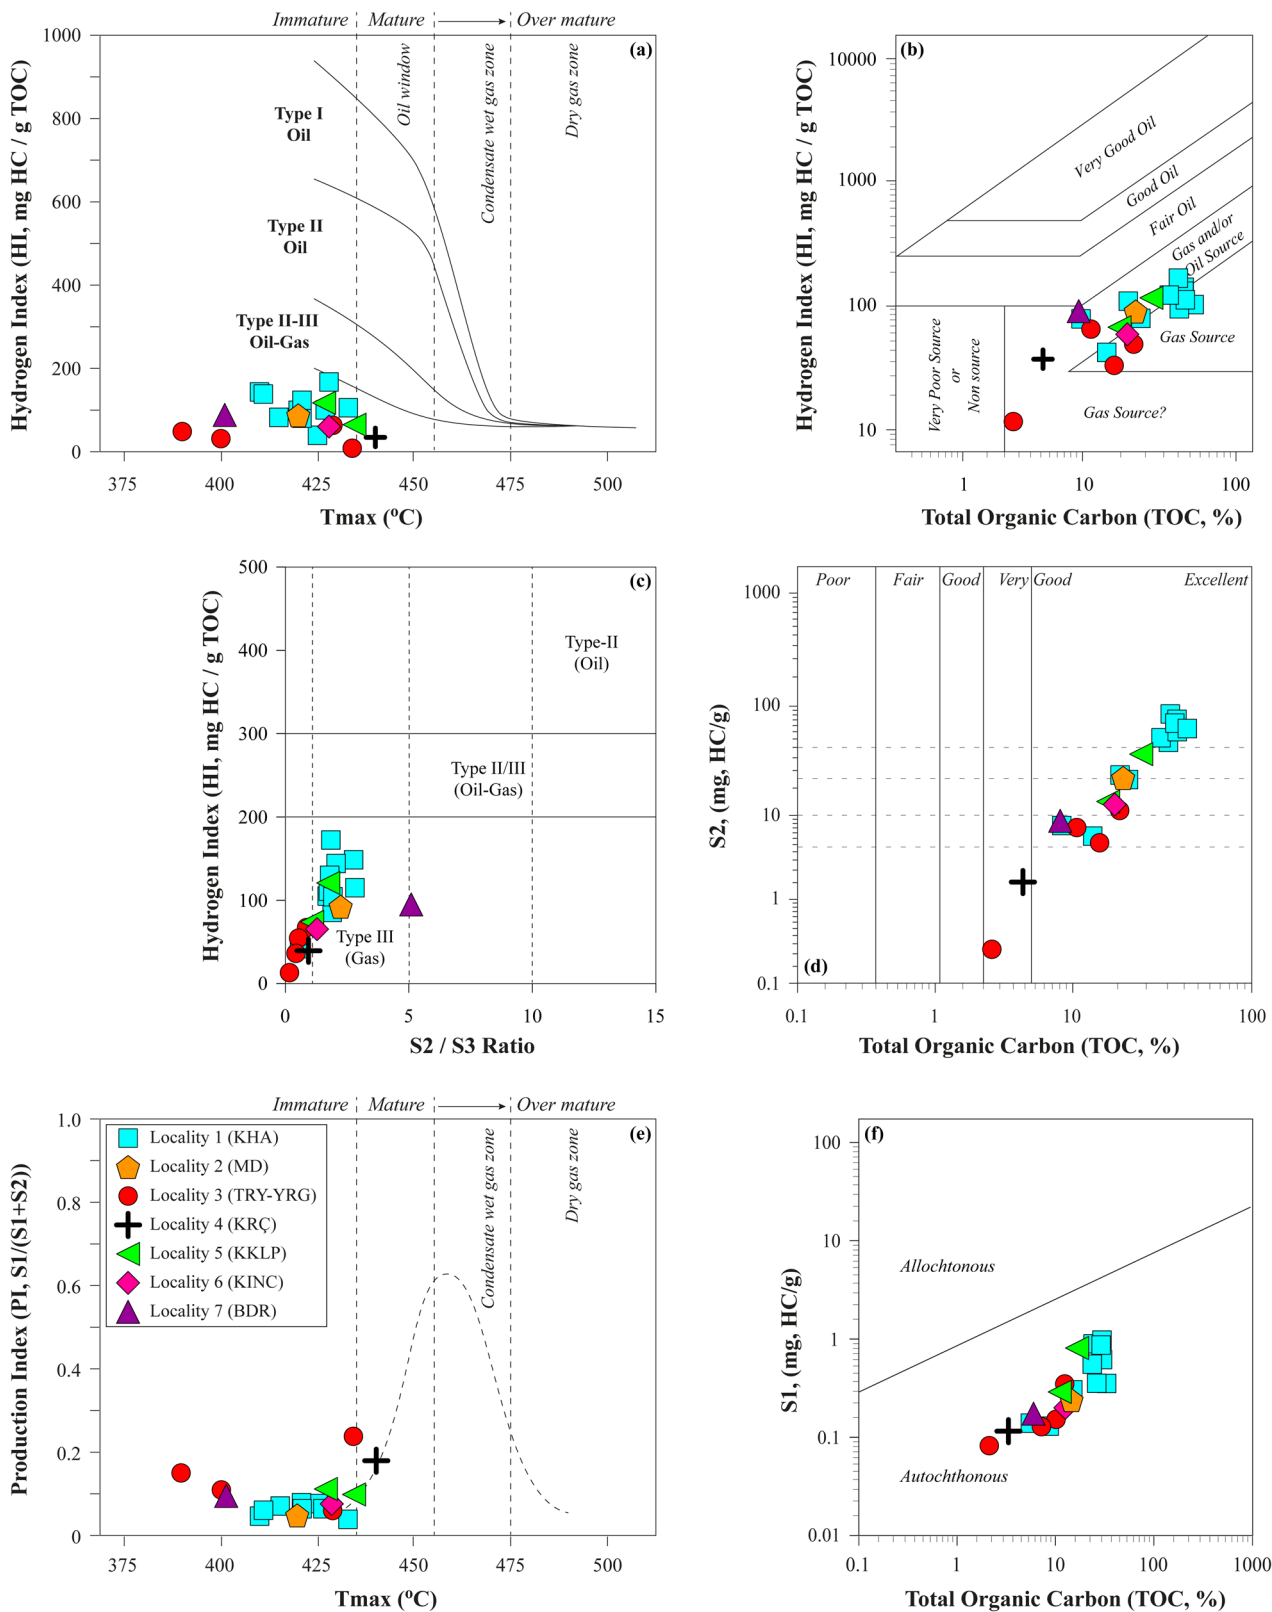 Immature
Mature
Over mature
(a)
Hydrogen Index (HI, mg HC / g TOC)
1000
800
600
400
200
0
Type I
Oil
Type II
Oil
Type II-III
Oil-Gas
Oil window
Condensate wet gas zone
Dry gas zone
375
400
425
450
475
500
Tmax (ºC)
(b)
Hydrogen Index (HI, mg HC / g TOC)
10000
1000
100
10
Very Good Oil
Good Oil
Fair Oil
Gas and/or
Oil Source
Gas Source
Gas Source?
Very Poor Source
or
Non source
1
10
100
Total Organic Carbon (TOC, %)
(c)
Hydrogen Index (HI, mg HC / g TOC)
500
400
300
200
100
0
Type-II
(Oil)
Type II/III
(Oil-Gas)
Type III
(Gas)
0
5
10
15
S2 / S3 Ratio
Poor
Fair
Good
Very Good
Excellent
S2, (mg, HC/g)
1000
100
10
1
0.1
(d)
0.1
1
10
100
Total Organic Carbon (TOC, %)
Immature
Mature
Over mature
(e)
Production Index (PI, S1/(S1+S2))
1.0
0.8
0.6
0.4
0.2
0
Locality 1 (KHA)
Locality 2 (MD)
Locality 3 (TRY-YRG)
Locality 4 (KRÇ)
Locality 5 (KKLP)
Locality 6 (KINC)
Locality 7 (BDR)
Condensate wet gas zone
Dry gas zone
375
400
425
450
475
500
Tmax (ºC)
(f)
S1, (mg, HC/g)
100
10
1
0.1
0.01
Allochtonous
Autochthonous
0.1
1
10
100
1000
Total Organic Carbon (TOC, %)